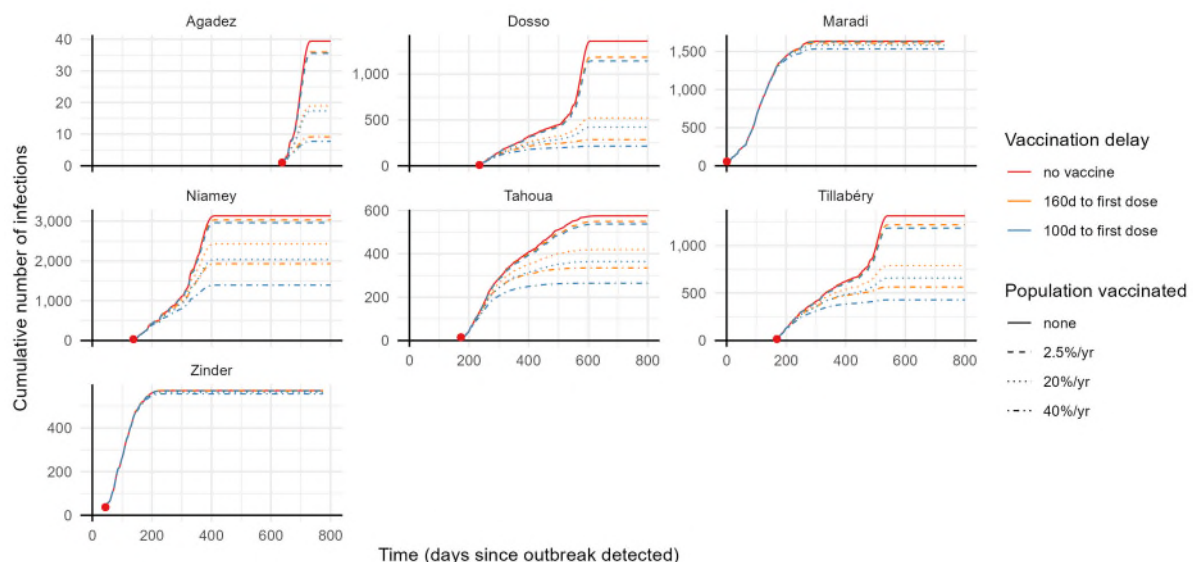 Agadez
Dosso
Maradi
40
30
20
10
0
1,000
500
0
1,500
1,000
500
0
Niamey
Tahoua
Tillabéry
3,000
2,000
1,000
0
600
400
200
0
0 200 400 600 800
1,000
500
0
0 200 400 600 800
Zinder
400
200
0
0 200 400 600 800
Cumulative number of infections
Time (days since outbreak detected)
Vaccination delay
no vaccine
160d to first dose
100d to first dose
Population vaccinated
none
2.5%/yr
20%/yr
40%/yr